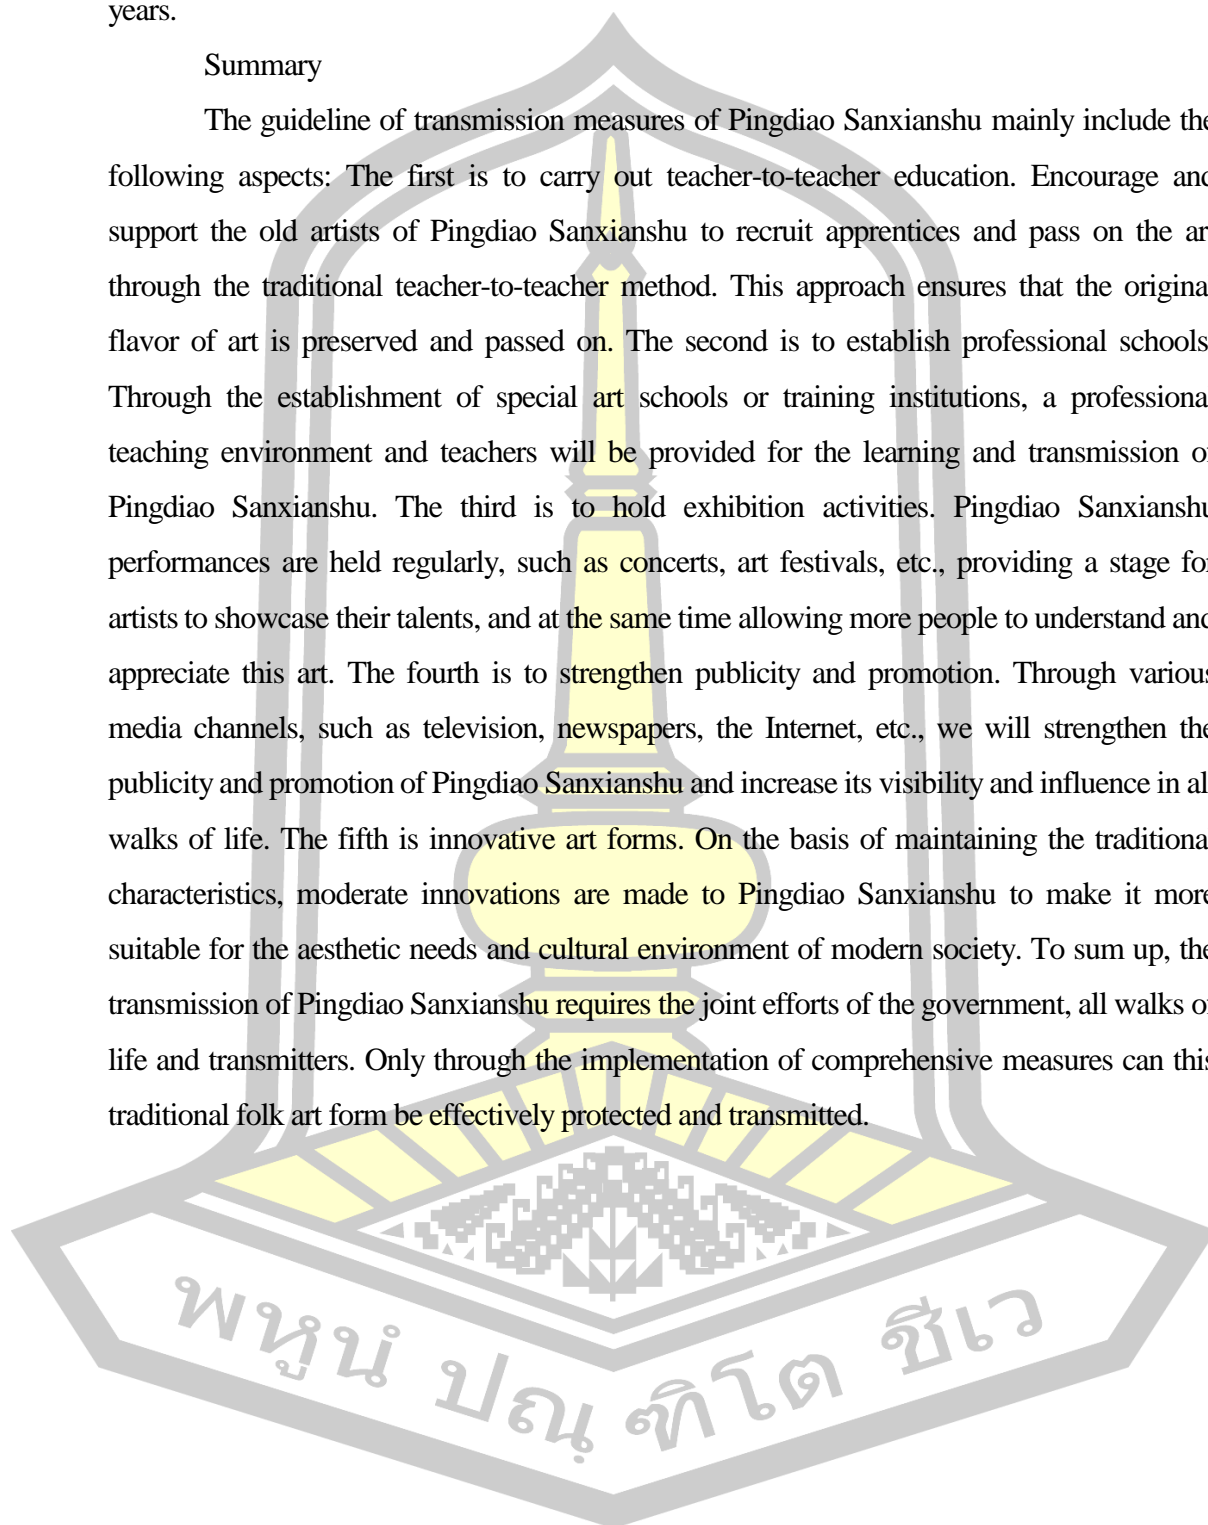 years.
Summary
The guideline of transmission measures of Pingdiao Sanxianshu mainly include the
following aspects: The first is to carry out teacher-to-teacher education. Encourage and
support the old artists of Pingdiao Sanxianshu to recruit apprentices and pass on the ar
through the traditional teacher-to-teacher method. This approach ensures that the origina
flavor of art is preserved and passed on. The second is to establish professional schools
Through the establishment of special art schools or training institutions, a professiona
teaching environment and teachers will be provided for the learning and transmission of
Pingdiao Sanxianshu. The third is to hold exhibition activities. Pingdiao Sanxianshu
performances are held regularly, such as concerts, art festivals, etc., providing a stage for
artists to showcase their talents, and at the same time allowing more people to understand and
appreciate this art. The fourth is to strengthen publicity and promotion. Through various
media channels, such as television, newspapers, the Internet, etc., we will strengthen the
publicity and promotion of Pingdiao Sanxianshu and increase its visibility and influence in al
walks of life. The fifth is innovative art forms. On the basis of maintaining the traditiona
characteristics, moderate innovations are made to Pingdiao Sanxianshu to make it more
suitable for the aesthetic needs and cultural environment of modern society. To sum up, the
transmission of Pingdiao Sanxianshu requires the joint efforts of the government, all walks of
life and transmitters. Only through the implementation of comprehensive measures can this
traditional folk art form be effectively protected and transmitted.
พหูนํ ปณฺ ฑิโต ชีเว